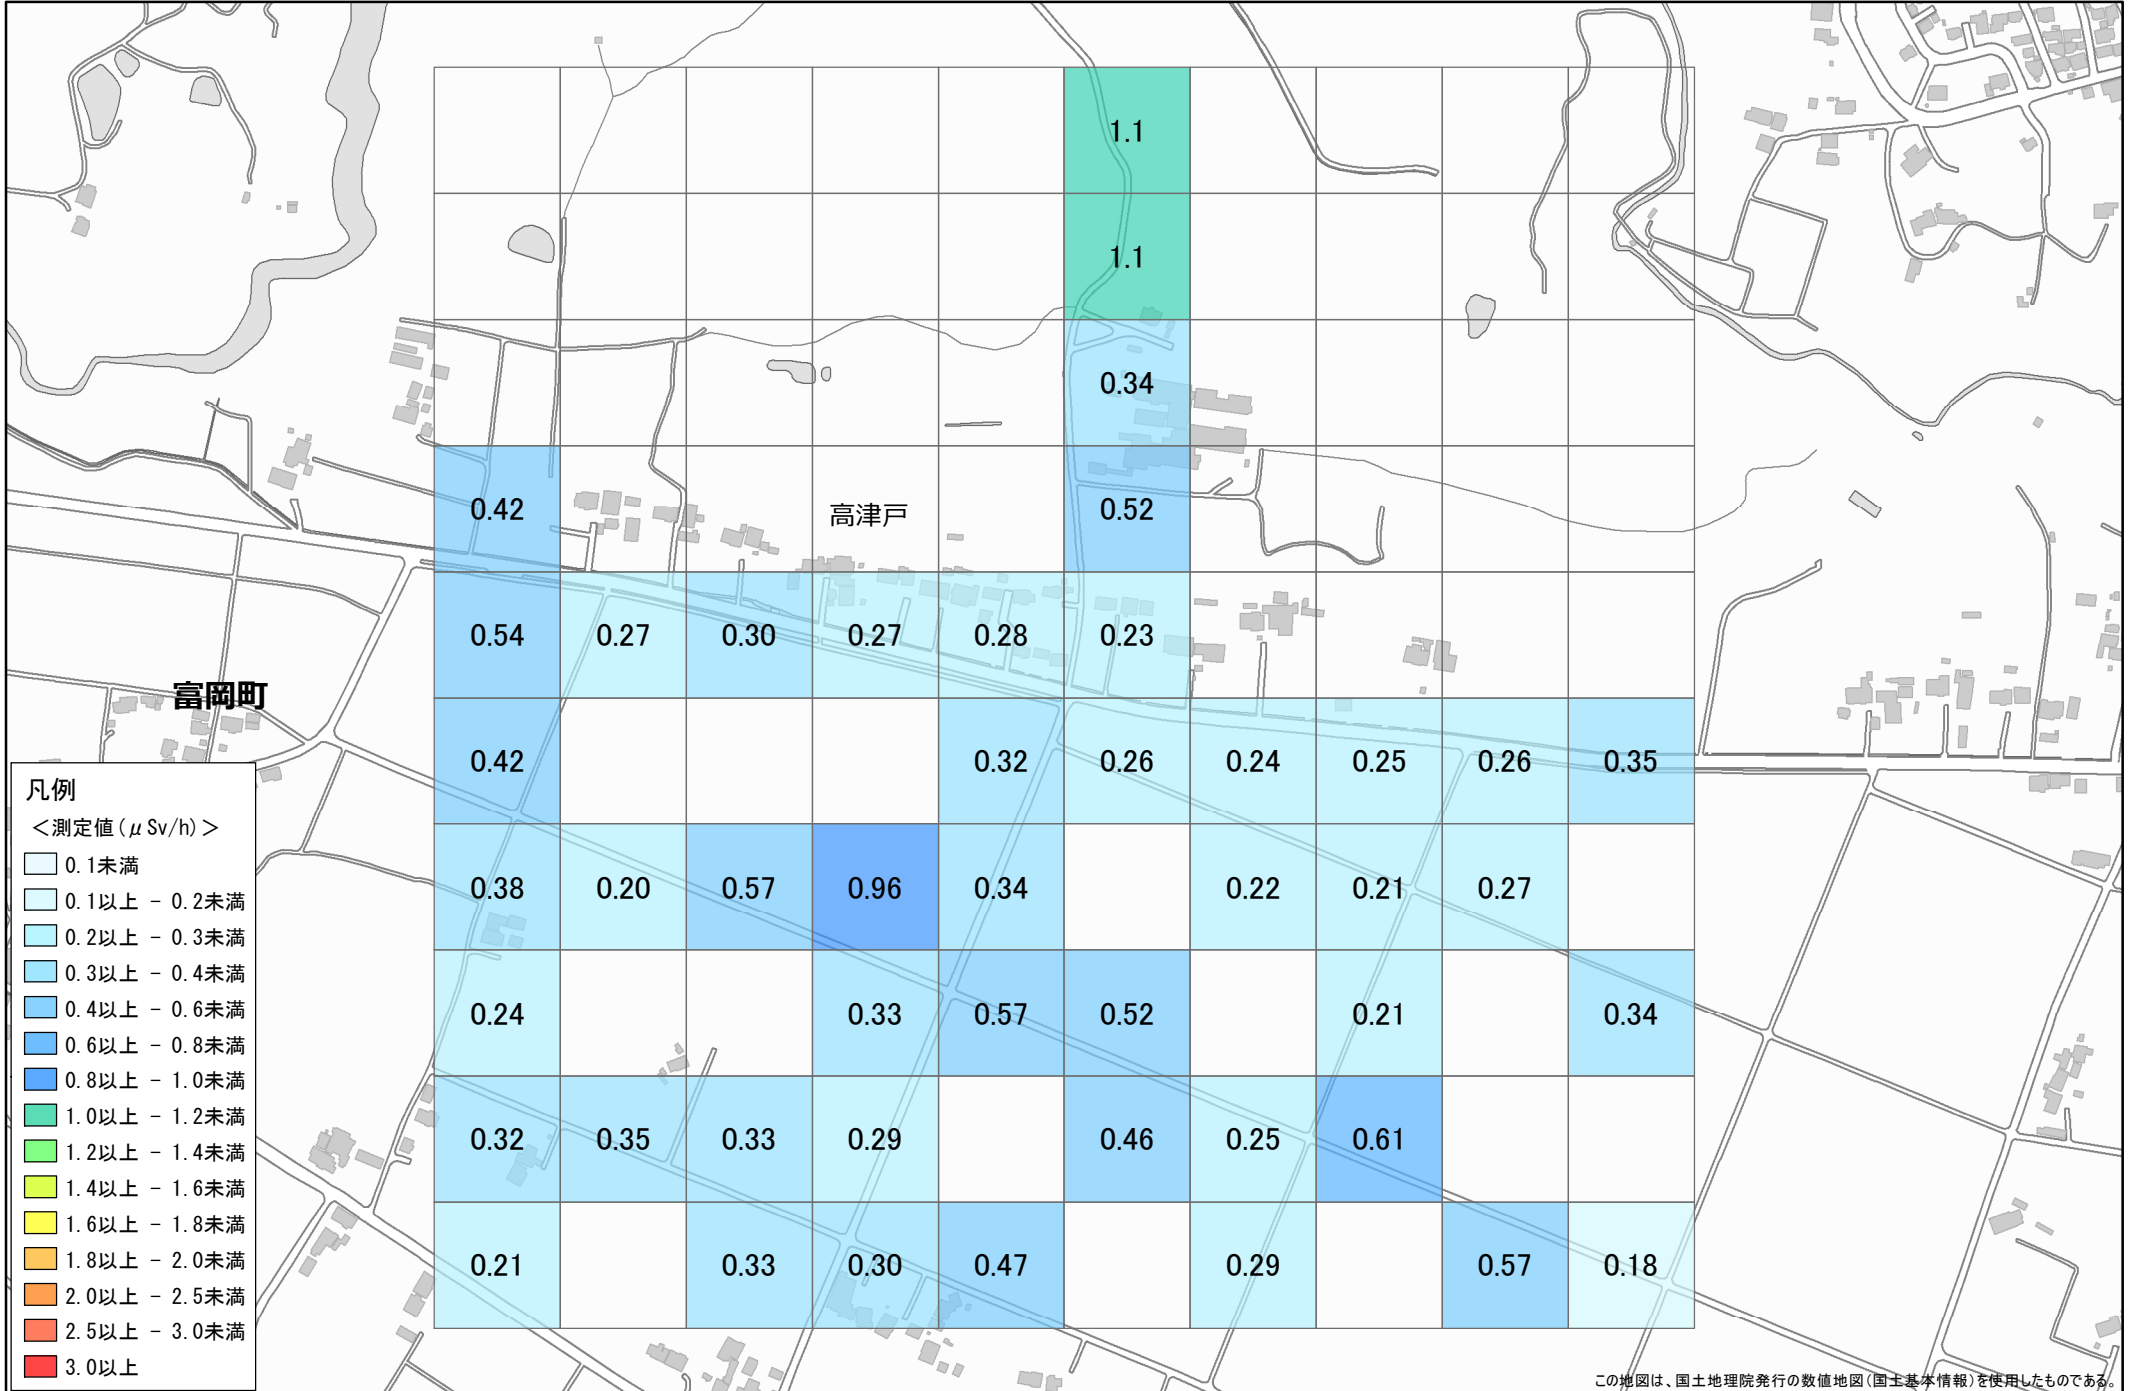 1.1
1.1
0.34
0.42 高津戸 0.52
0.54 0.27 0.30 0.27 0.28 0.23
富岡町
0.42 0.32 0.26 0.24 0.25 0.26 0.35
0.38 0.20 0.57 0.96 0.34 0.22 0.21 0.27
0.24 0.33 0.57 0.52 0.21 0.34
0.32 0.35 0.33 0.29 0.46 0.25 0.61
0.21 0.33 0.30 0.47 0.29 0.57 0.18
凡例
＜測定値(μSv/h)＞
0.1未満
0.1以上 － 0.2未満
0.2以上 － 0.3未満
0.3以上 － 0.4未満
0.4以上 － 0.6未満
0.6以上 － 0.8未満
0.8以上 － 1.0未満
1.0以上 － 1.2未満
1.2以上 － 1.4未満
1.4以上 － 1.6未満
1.6以上 － 1.8未満
1.8以上 － 2.0未満
2.0以上 － 2.5未満
2.5以上 － 3.0未満
3.0以上
この地図は、国土地理院発行の数値地図(国土基本情報)を使用したものである。